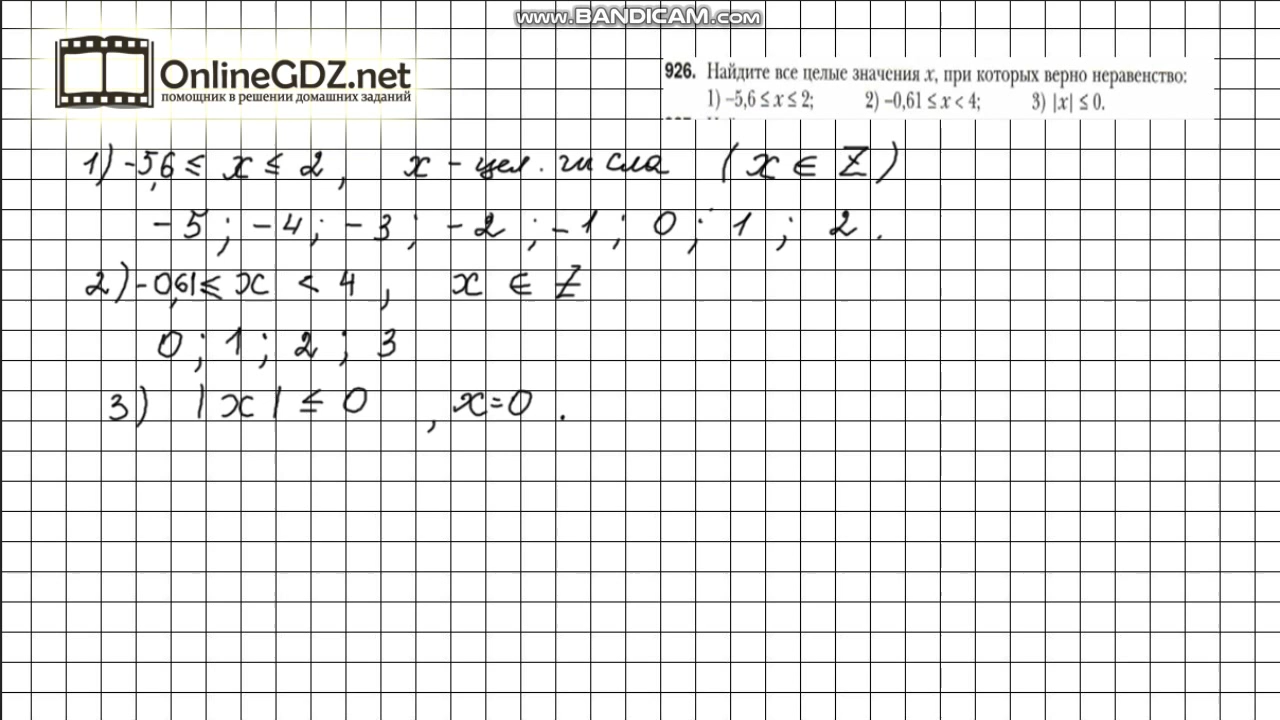 www.BANDICAM.com
OnlineGDZ.net
помощник в решении домашних заданий
926. Найдите все целые значения x, при которых верно неравенство:
1) –5,6 ≤ x ≤ 2; 2) –0,61 ≤ x < 4; 3) |x| ≤ 0.
1) -5,6 ≤ x ≤ 2, x - цел. числа (x ∈ Z)
-5; -4; -3; -2; -1; 0; 1; 2.
2) -0,61 ≤ x < 4, x ∈ Z
0; 1; 2; 3
3) |x| ≤ 0, x=0.